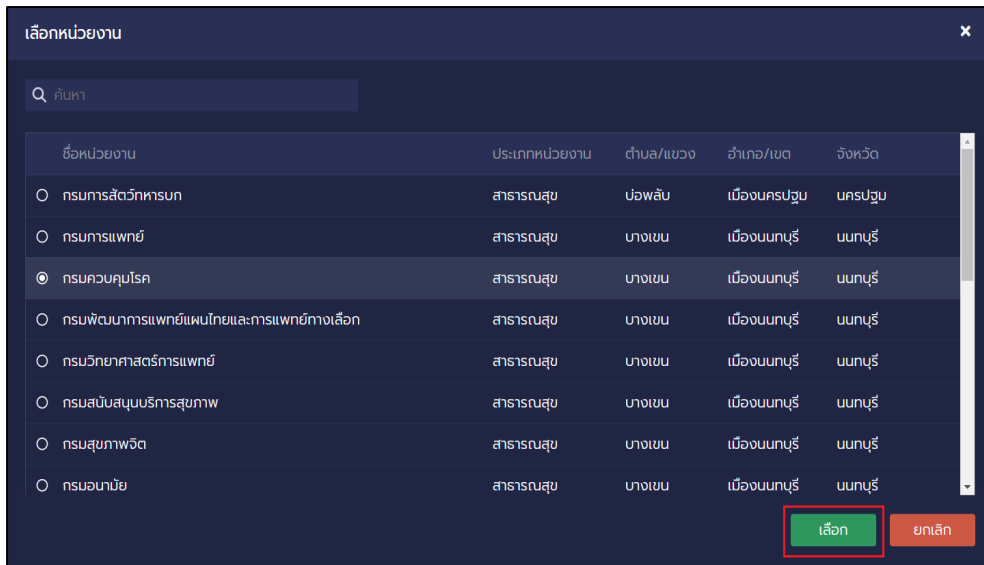 เลือกหน่วยงาน
ค้นหา
ชื่อหน่วยงาน ประเภทหน่วยงาน ตำบล/แขวง อำเภอ/เขต จังหวัด
กรมการสัตว์ทหารบก สาธารณสุข บ่อพลับ เมืองนครปฐม นครปฐม
กรมการแพทย์ สาธารณสุข บางเขน เมืองนนทบุรี นนทบุรี
กรมควบคุมโรค สาธารณสุข บางเขน เมืองนนทบุรี นนทบุรี
กรมพัฒนาการแพทย์แผนไทยและการแพทย์ทางเลือก สาธารณสุข บางเขน เมืองนนทบุรี นนทบุรี
กรมวิทยาศาสตร์การแพทย์ สาธารณสุข บางเขน เมืองนนทบุรี นนทบุรี
กรมสนับสนุนบริการสุขภาพ สาธารณสุข บางเขน เมืองนนทบุรี นนทบุรี
กรมสุขภาพจิต สาธารณสุข บางเขน เมืองนนทบุรี นนทบุรี
กรมอนามัย สาธารณสุข บางเขน เมืองนนทบุรี นนทบุรี
เลือก ยกเลิก